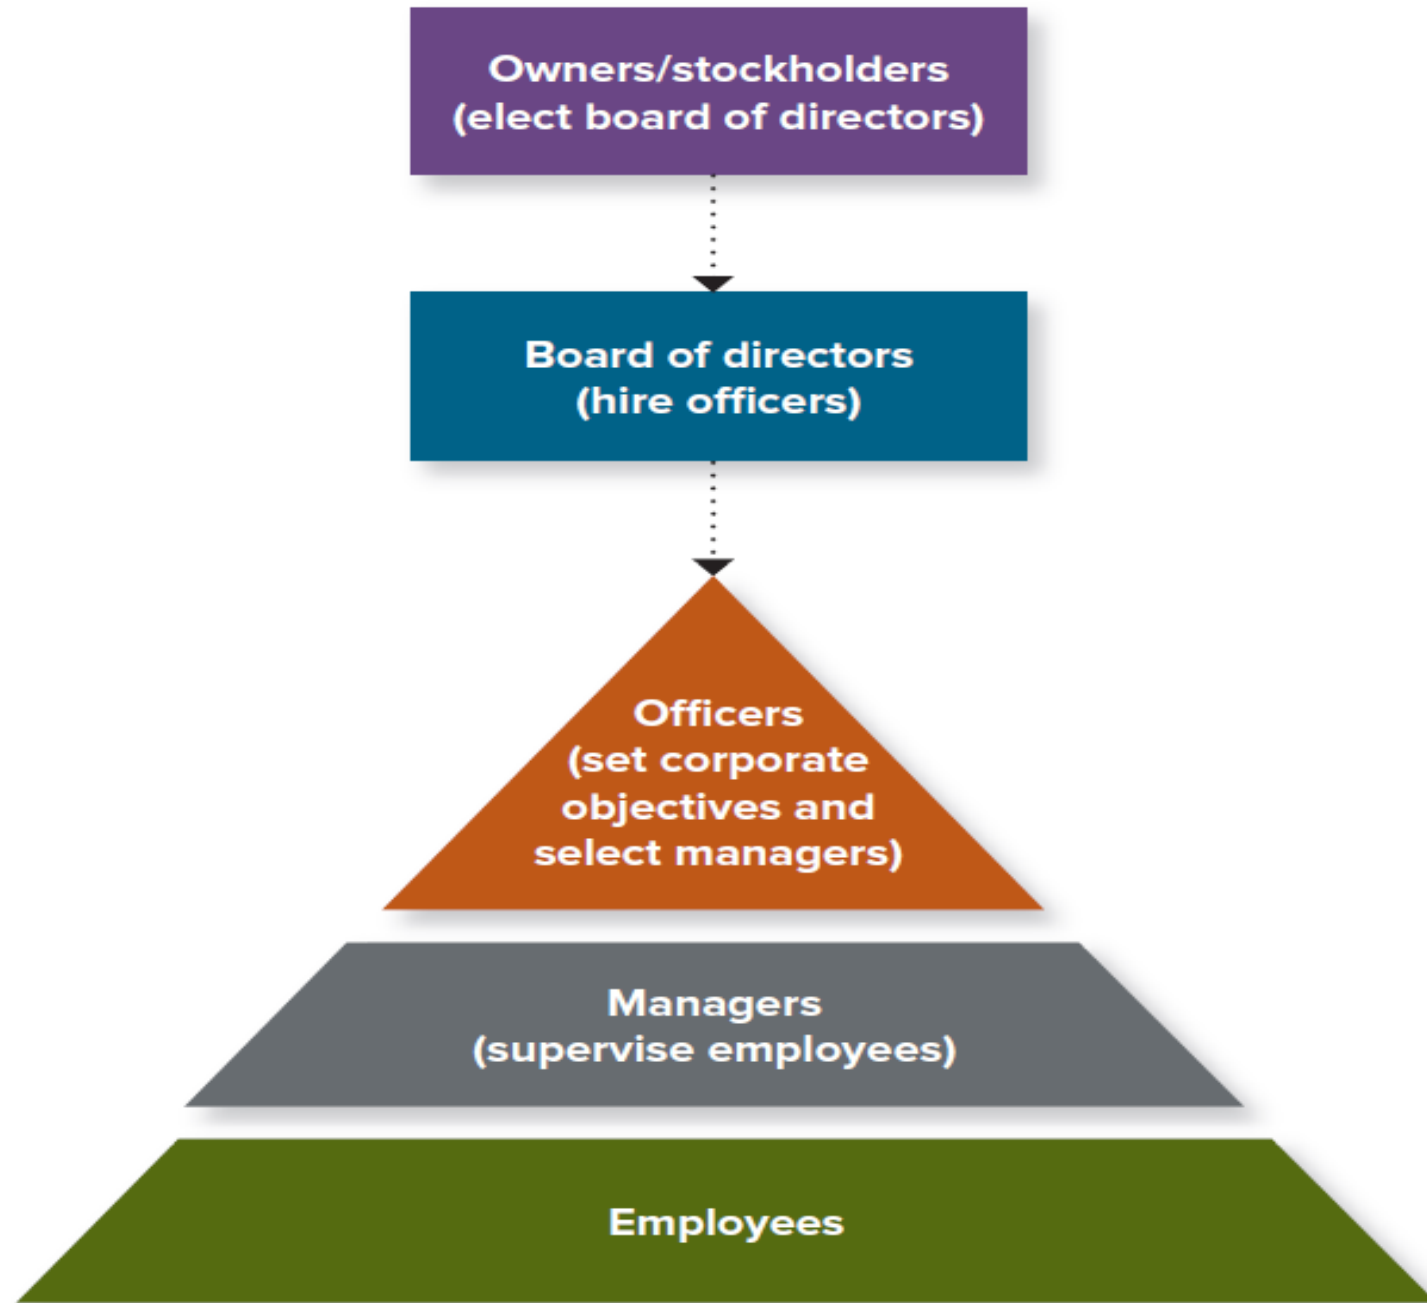 Owners/stockholders
(elect board of directors)
Board of directors
(hire officers)
Officers
(set corporate
objectives and
select managers)
Managers
(supervise employees)
Employees